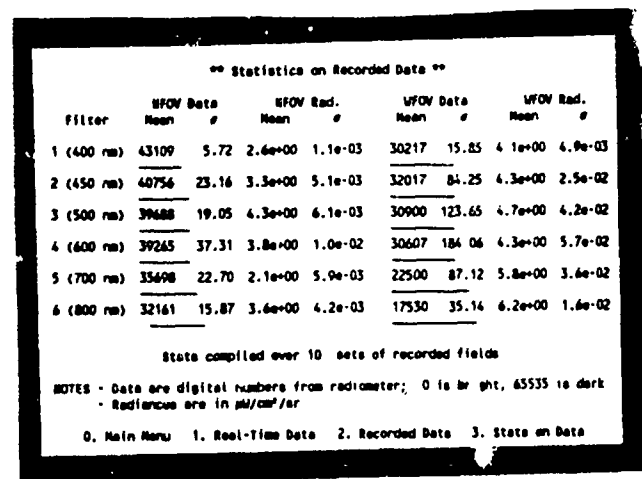 ** Statistics on Recorded Data **
NFOV Data NFOV Rad. WFOV Data WFOV Rad.
Filter Mean σ Mean σ Mean σ Mean σ
1 (400 nm) 43109 5.72 2.6e+00 1.1e-03 30217 15.85 4 1e+00 4.9e-03
2 (450 nm) 40756 23.16 3.3e+00 5.1e-03 32017 84.25 4.3e+00 2.5e-02
3 (500 nm) 39688 19.05 4.3e+00 6.1e-03 30900 123.65 4.7e+00 4.2e-02
4 (600 nm) 39265 37.31 3.8e+00 1.0e-02 30607 184 06 4.3e+00 5.7e-02
5 (700 nm) 35698 22.70 2.1e+00 5.9e-03 22500 87.12 5.8e+00 3.6e-02
6 (800 nm) 32161 15.87 3.6e+00 4.2e-03 17530 35.14 6.2e+00 1.6e-02
Stats compiled over 10 sets of recorded fields
NOTES - Data are digital numbers from radiometer; 0 is br ght, 65535 is dark
- Radiances are in µW/cm²/sr
0. Main Menu 1. Real-Time Data 2. Recorded Data 3. Stats on Data